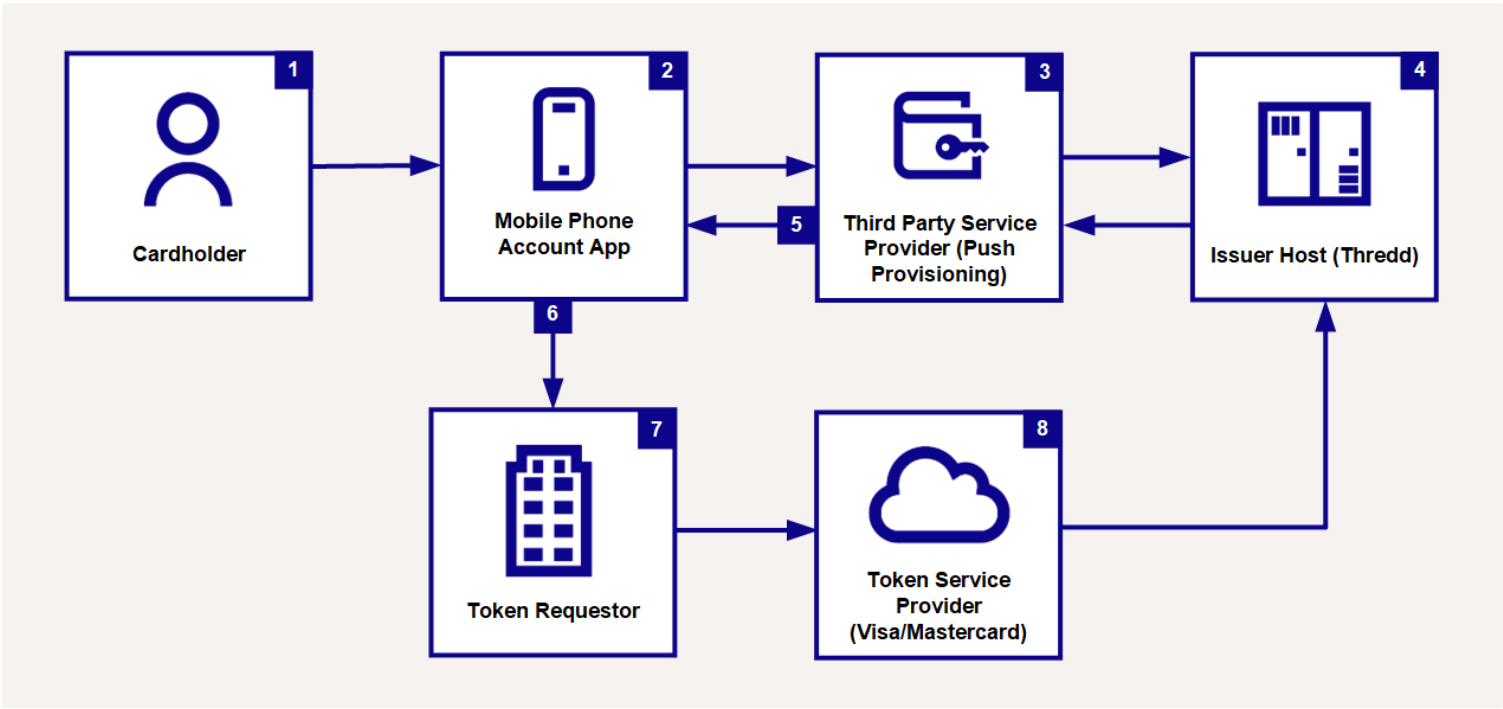 1
Cardholder
2
Mobile Phone
Account App
3
Third Party Service
Provider (Push
Provisioning)
4
Issuer Host (Thredd)
5
6
7
Token Requestor
8
Token Service
Provider
(Visa/Mastercard)